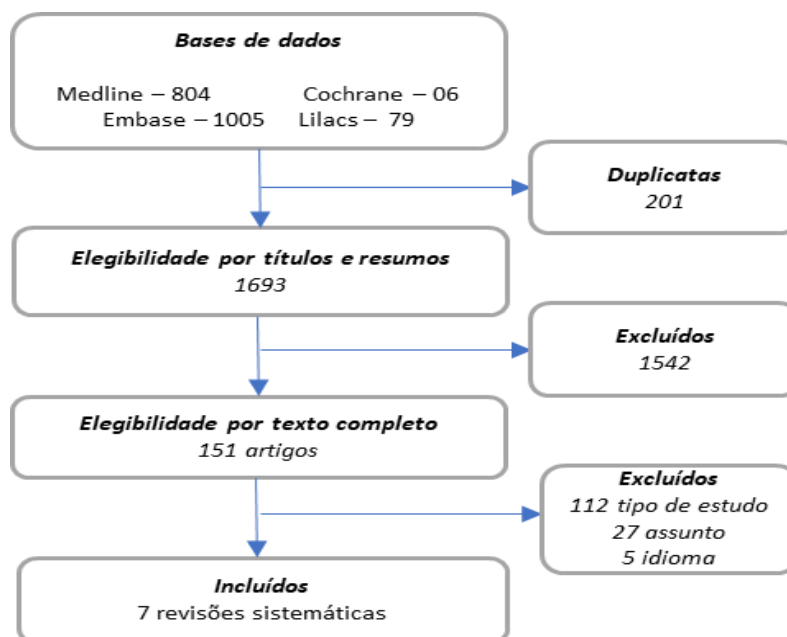 Bases de dados
Medline – 804 Cochrane – 06
Embase – 1005 Lilacs – 79
Duplicatas
201
Elegibilidade por títulos e resumos
1693
Excluídos
1542
Elegibilidade por texto completo
151 artigos
Excluídos
112 tipo de estudo
27 assunto
5 idioma
Incluídos
7 revisões sistemáticas